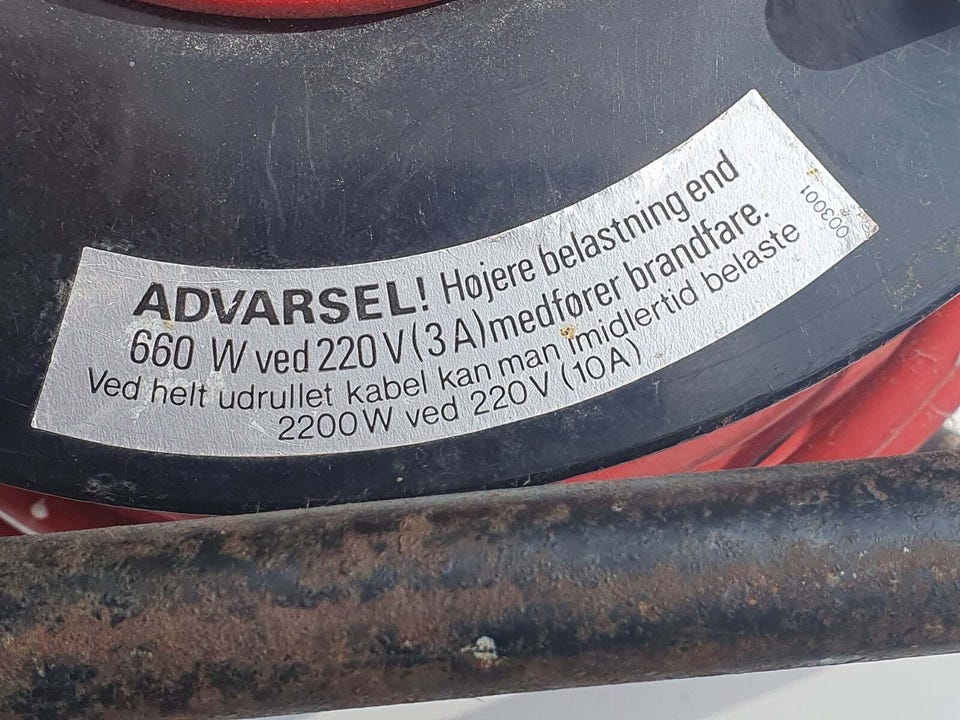 ADVARSEL! Højere belastning end
660 W ved 220 V (3 A) medfører brandfare.
Ved helt udrullet kabel kan man imidlertid belaste
2200 W ved 220 V (10 A)
003001